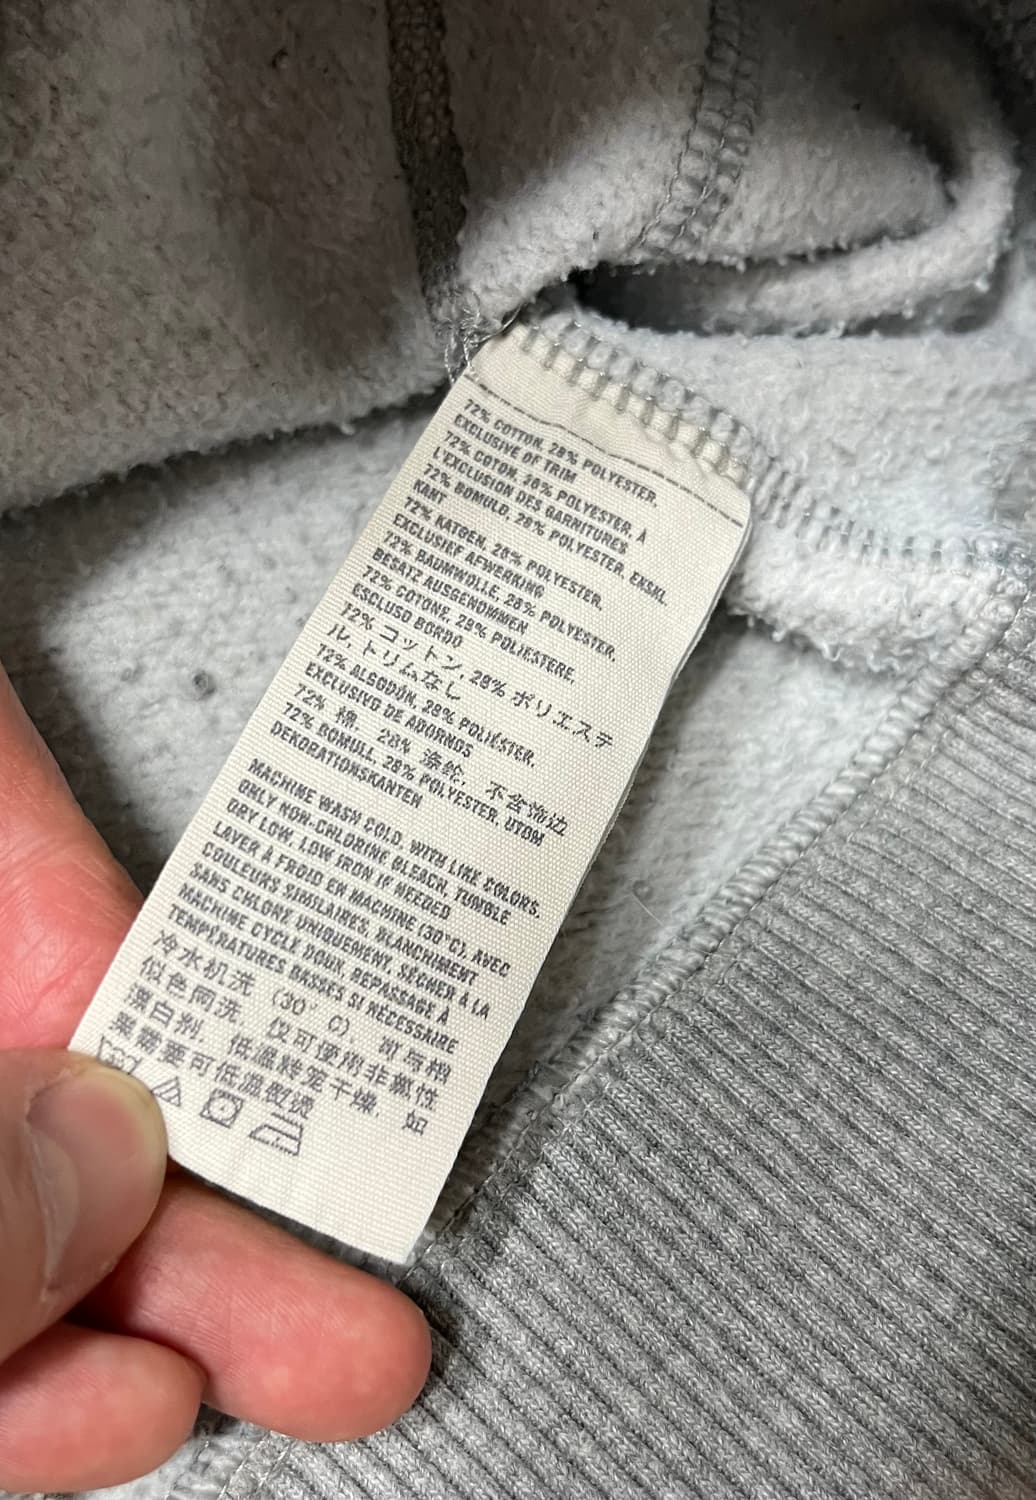 72% COTTON, 28% POLYESTER,
EXCLUSIVE OF TRIM
72% COTON, 28% POLYESTER, À
L'EXCLUSION DES GARNITURES
72% BOMULD, 28% POLYESTER, EKSKL.
KANT
72% KATOEN, 28% POLYESTER,
EXCLUSIEF AFWERKING
72% BAUMWOLLE, 28% POLYESTER,
BESATZ AUSGENOMMEN
72% COTONE, 28% POLIESTERE,
ESCLUSO BORDO
72% コットン, 28% ポリエステ
ル, トリムなし
72% ALGODÓN, 28% POLIÉSTER,
EXCLUSIVO DE ADORNOS
72% 棉, 28% 涤纶, 不含饰边
72% BOMULL, 28% POLYESTER, UTOM
DEKORATIONSKANTEN
MACHINE WASH COLD, WITH LIKE COLORS,
ONLY NON-CHLORINE BLEACH, TUMBLE
DRY LOW, LOW IRON IF NEEDED
LAVER À FROID EN MACHINE (30°C), AVEC
COULEURS SIMILAIRES, BLANCHIMENT
SANS CHLORE UNIQUEMENT, SÉCHER À LA
MACHINE CYCLE DOUX, REPASSAGE À
TEMPÉRATURES BASSES SI NÉCESSAIRE
冷水机洗 (30°C), 可与相
似色同洗, 仅可使用非氯性
漂白剂, 低温转笼干燥, 如
果需要可低温熨烫